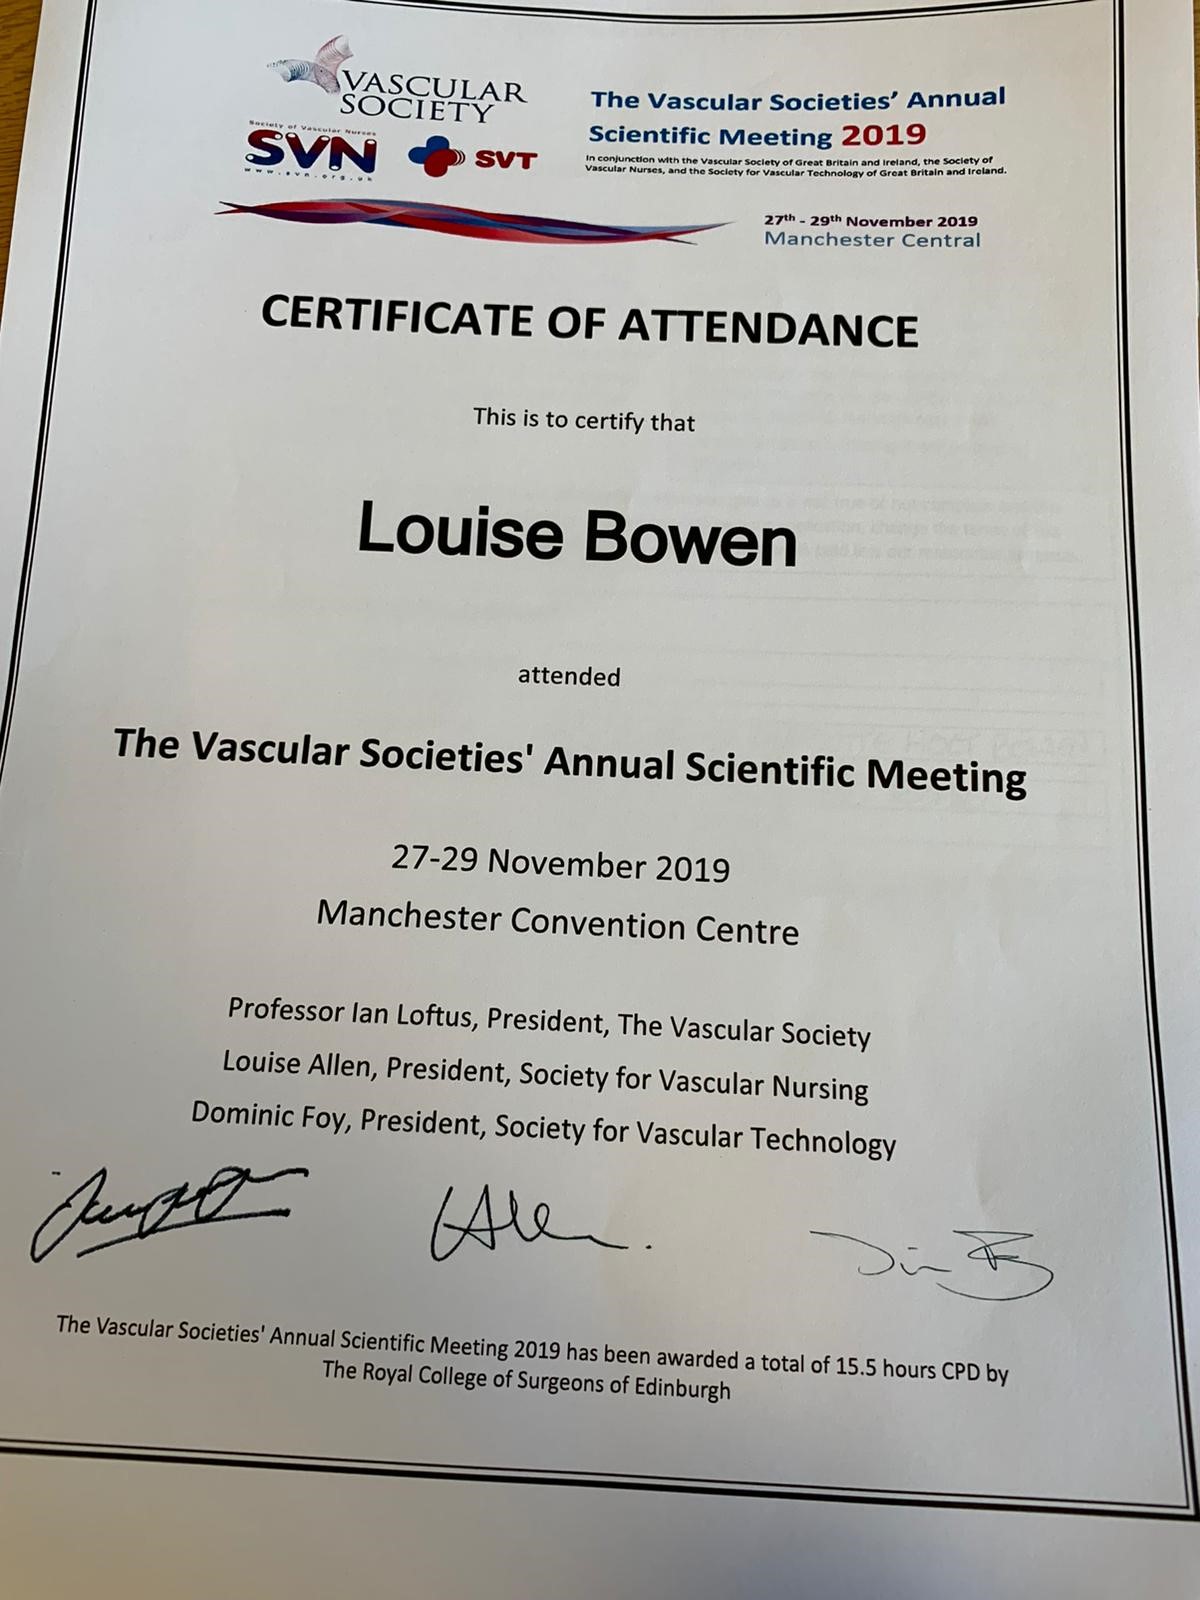 VASCULAR
SOCIETY
Society of Vascular Nurses
SVN
www.svn.org.uk
SVT
The Vascular Societies’ Annual
Scientific Meeting 2019
In conjunction with the Vascular Society of Great Britain and Ireland, the Society of
Vascular Nurses, and the Society for Vascular Technology of Great Britain and Ireland.
27th - 29th November 2019
Manchester Central
CERTIFICATE OF ATTENDANCE
This is to certify that
Louise Bowen
attended
The Vascular Societies' Annual Scientific Meeting
27-29 November 2019
Manchester Convention Centre
Professor Ian Loftus, President, The Vascular Society
Louise Allen, President, Society for Vascular Nursing
Dominic Foy, President, Society for Vascular Technology
The Vascular Societies' Annual Scientific Meeting 2019 has been awarded a total of 15.5 hours CPD by
The Royal College of Surgeons of Edinburgh